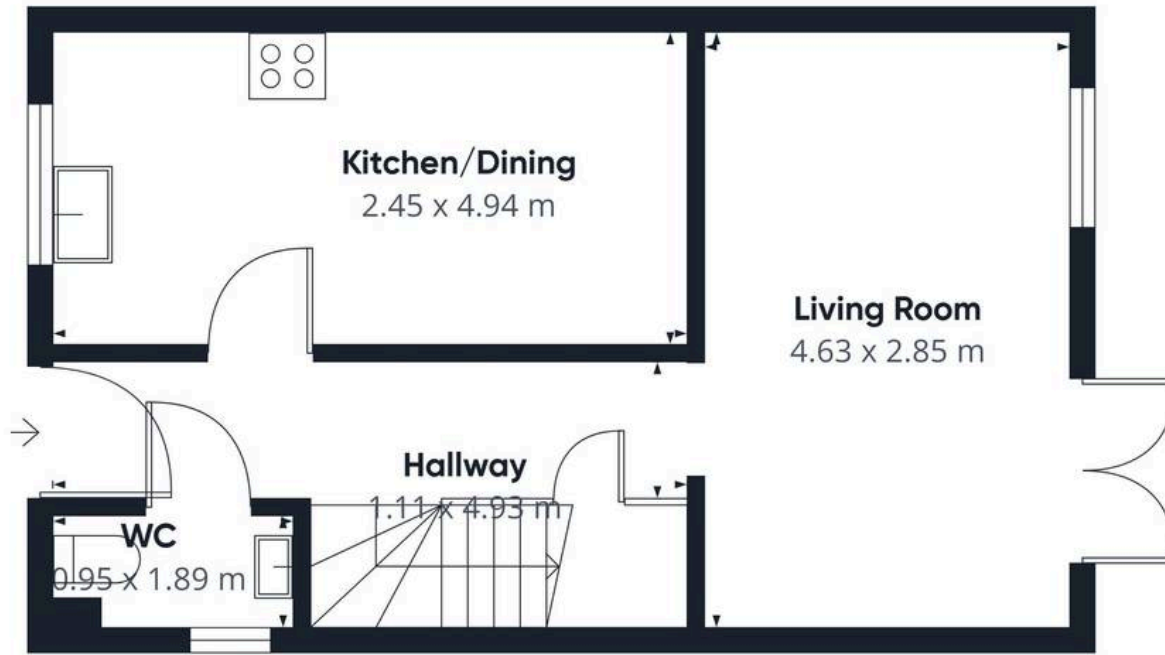 Kitchen/Dining
2.45 x 4.94 m
Living Room
4.63 x 2.85 m
Hallway
1.11 x 4.93 m
WC
0.95 x 1.89 m